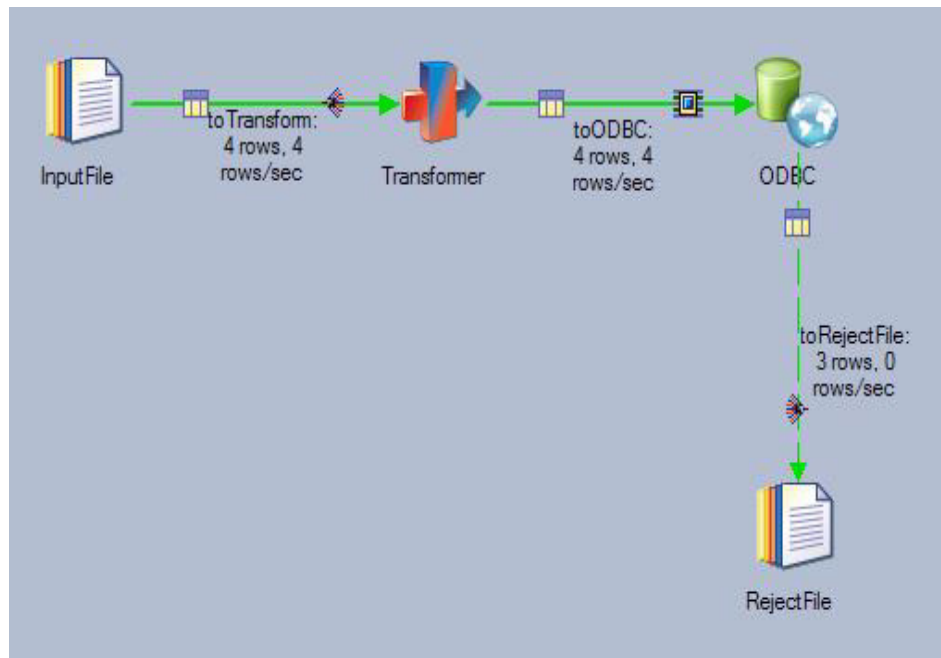 toTransform:
4 rows, 4
rows/sec
toODBC:
4 rows, 4
rows/sec
InputFile
Transformer
ODBC
toRejectFile:
3 rows, 0
rows/sec
RejectFile